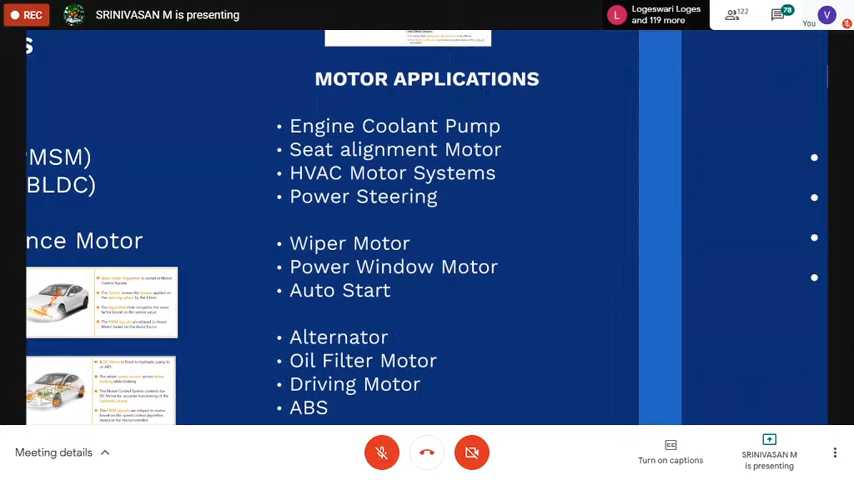 REC
SRINIVASAN M is presenting
L
Logeswari Loges
and 119 more
122
78
You
V
MOTOR APPLICATIONS
• Engine Coolant Pump
• Seat alignment Motor
• HVAC Motor Systems
• Power Steering
• Wiper Motor
• Power Window Motor
• Auto Start
• Alternator
• Oil Filter Motor
• Driving Motor
• ABS
s
PMSM)
BLDC)
nce Motor
Meeting details
CC
Turn on captions
SRINIVASAN M
is presenting